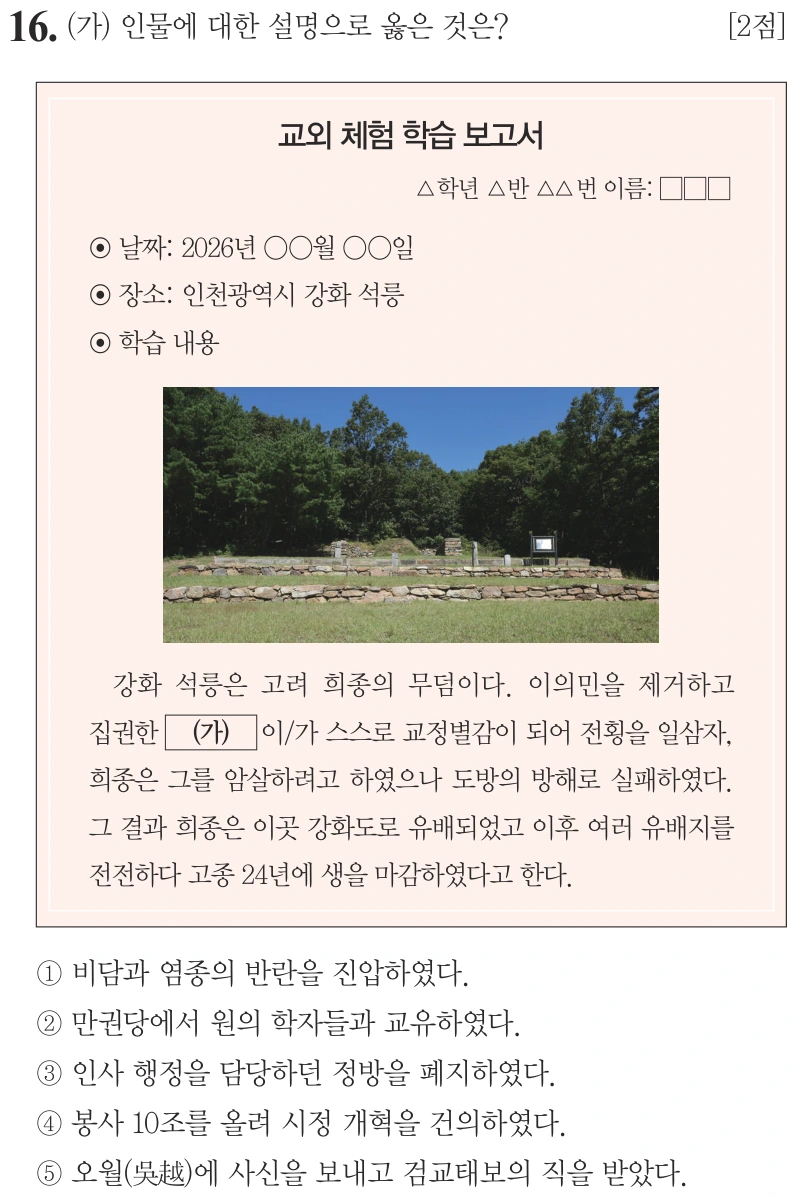 16. (가) 인물에 대한 설명으로 옳은 것은? [2점]
교외 체험 학습 보고서
△학년 △반 △△번 이름: □□□
⊙ 날짜: 2026년 ○○월 ○○일
⊙ 장소: 인천광역시 강화 석릉
⊙ 학습 내용
강화 석릉은 고려 희종의 무덤이다. 이의민을 제거하고
집권한 (가) 이/가 스스로 교정별감이 되어 전횡을 일삼자,
희종은 그를 암살하려고 하였으나 도방의 방해로 실패하였다.
그 결과 희종은 이곳 강화도로 유배되었고 이후 여러 유배지를
전전하다 고종 24년에 생을 마감하였다고 한다.
① 비담과 염종의 반란을 진압하였다.
② 만권당에서 원의 학자들과 교유하였다.
③ 인사 행정을 담당하던 정방을 폐지하였다.
④ 봉사 10조를 올려 시정 개혁을 건의하였다.
⑤ 오월(吳越)에 사신을 보내고 검교태보의 직을 받았다.